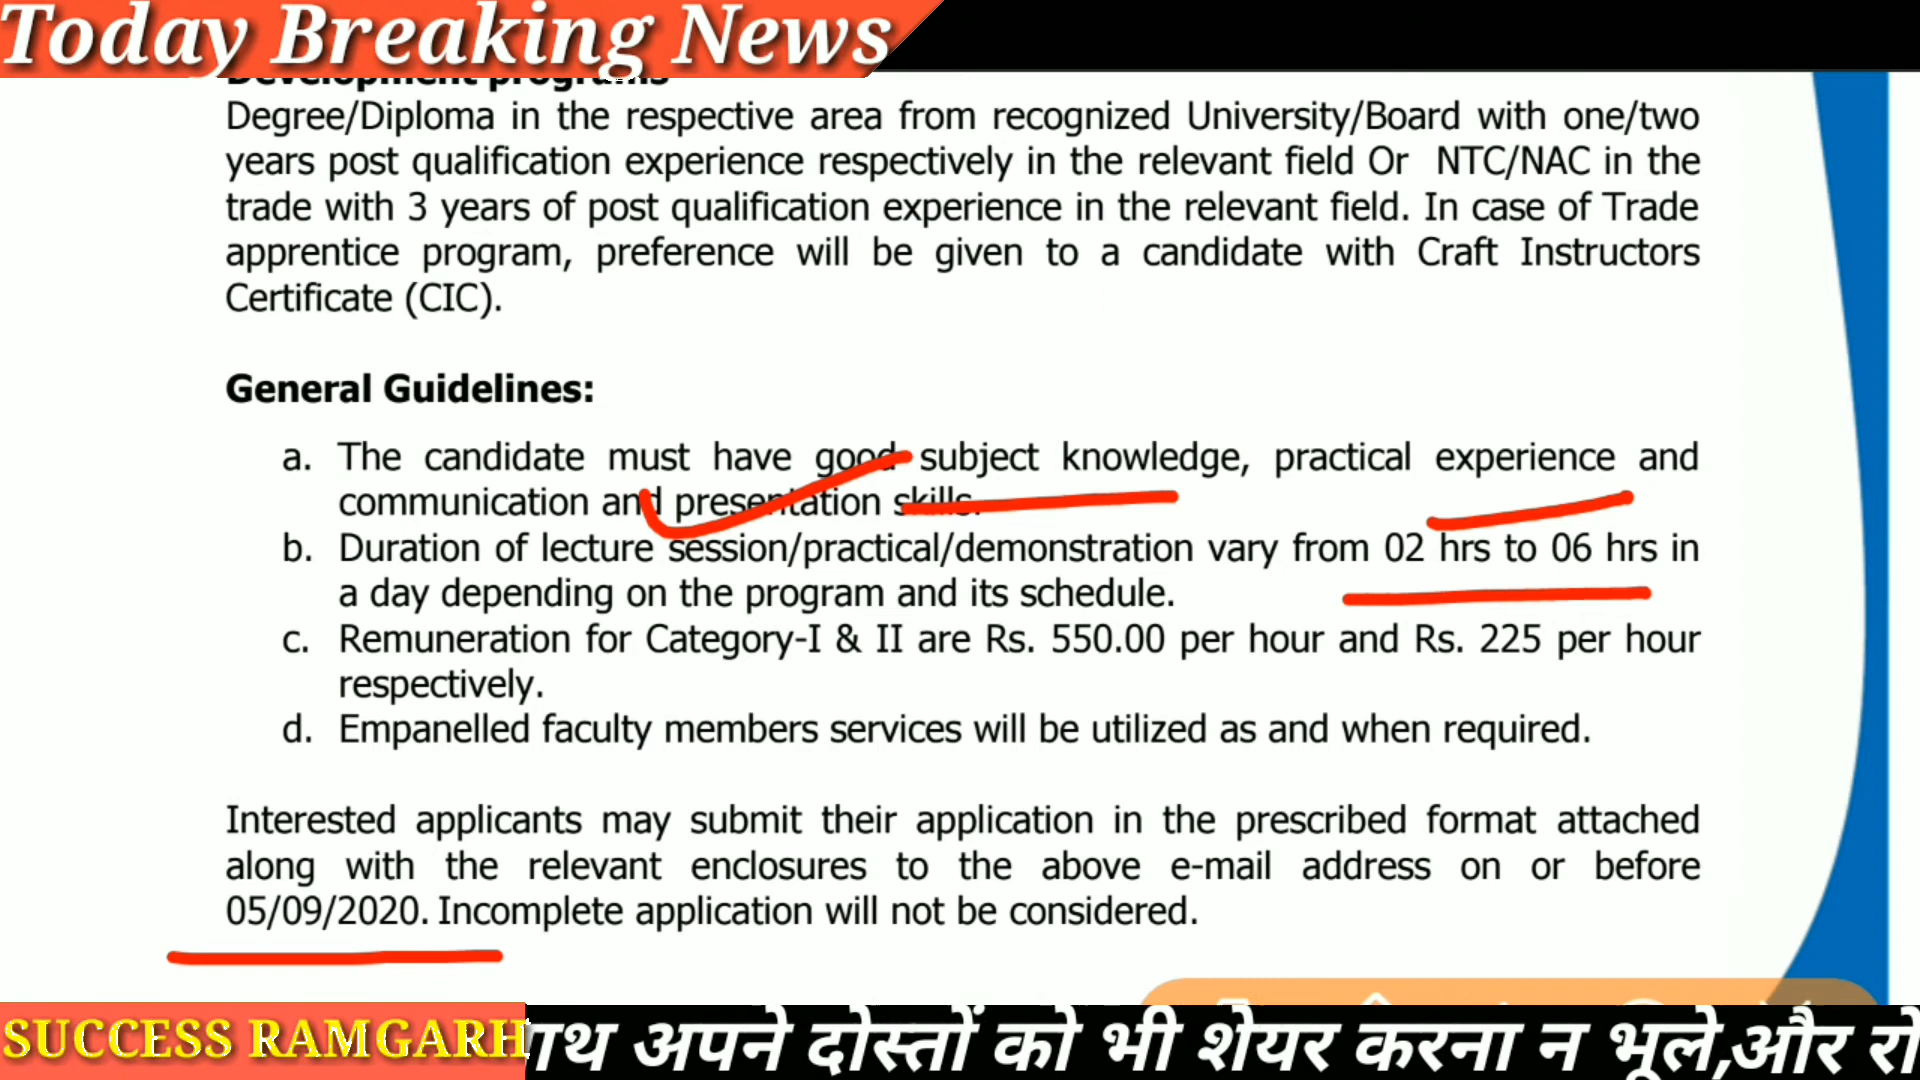 Today Breaking News
Development programs
Degree/Diploma in the respective area from recognized University/Board with one/two
years post qualification experience respectively in the relevant field Or NTC/NAC in the
trade with 3 years of post qualification experience in the relevant field. In case of Trade
apprentice program, preference will be given to a candidate with Craft Instructors
Certificate (CIC).
General Guidelines:
a. The candidate must have good subject knowledge, practical experience and
communication and presentation skills.
b. Duration of lecture session/practical/demonstration vary from 02 hrs to 06 hrs in
a day depending on the program and its schedule.
c. Remuneration for Category-I & II are Rs. 550.00 per hour and Rs. 225 per hour
respectively.
d. Empanelled faculty members services will be utilized as and when required.
Interested applicants may submit their application in the prescribed format attached
along with the relevant enclosures to the above e-mail address on or before
05/09/2020. Incomplete application will not be considered.
SUCCESS RAMGARH
अपने दोस्तों को भी शेयर करना न भूले,और